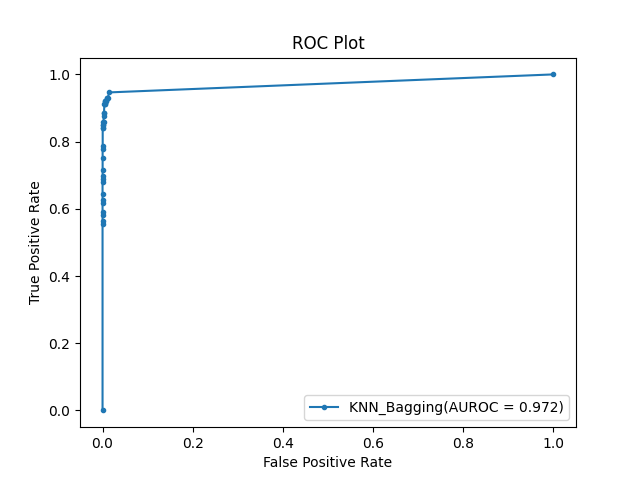 ROC Plot
True Positive Rate
1.0
0.8
0.6
0.4
0.2
0.0
KNN_Bagging(AUROC = 0.972)
0.0 0.2 0.4 0.6 0.8 1.0
False Positive Rate